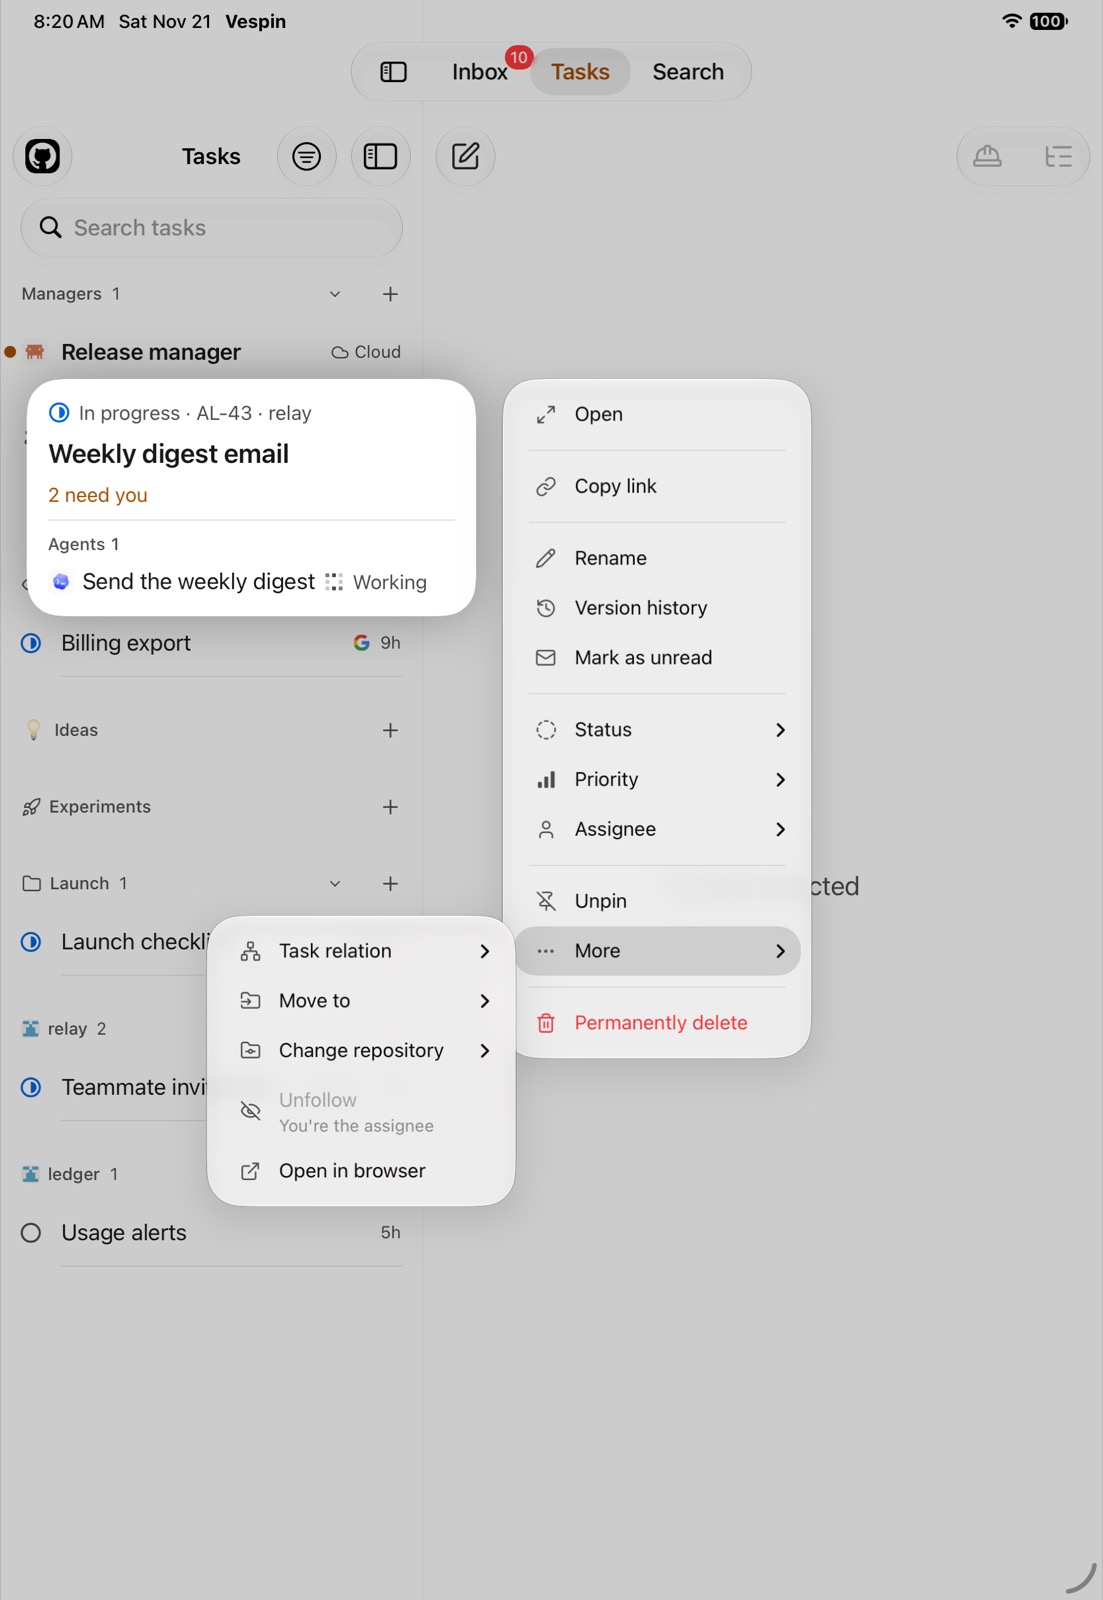 8:20 AM Sat Nov 21 Vespin
100
Inbox 10
Tasks
Search
Tasks
Search tasks
Managers 1
Release manager
Cloud
In progress · AL-43 · relay
Weekly digest email
2 need you
Agents 1
Send the weekly digest
Working
Billing export
9h
Ideas
Experiments
Launch 1
Launch checkli
relay 2
Teammate invi
ledger 1
Usage alerts
5h
Open
Copy link
Rename
Version history
Mark as unread
Status
Priority
Assignee
Unpin
More
Permanently delete
cted
Task relation
Move to
Change repository
Unfollow
You're the assignee
Open in browser